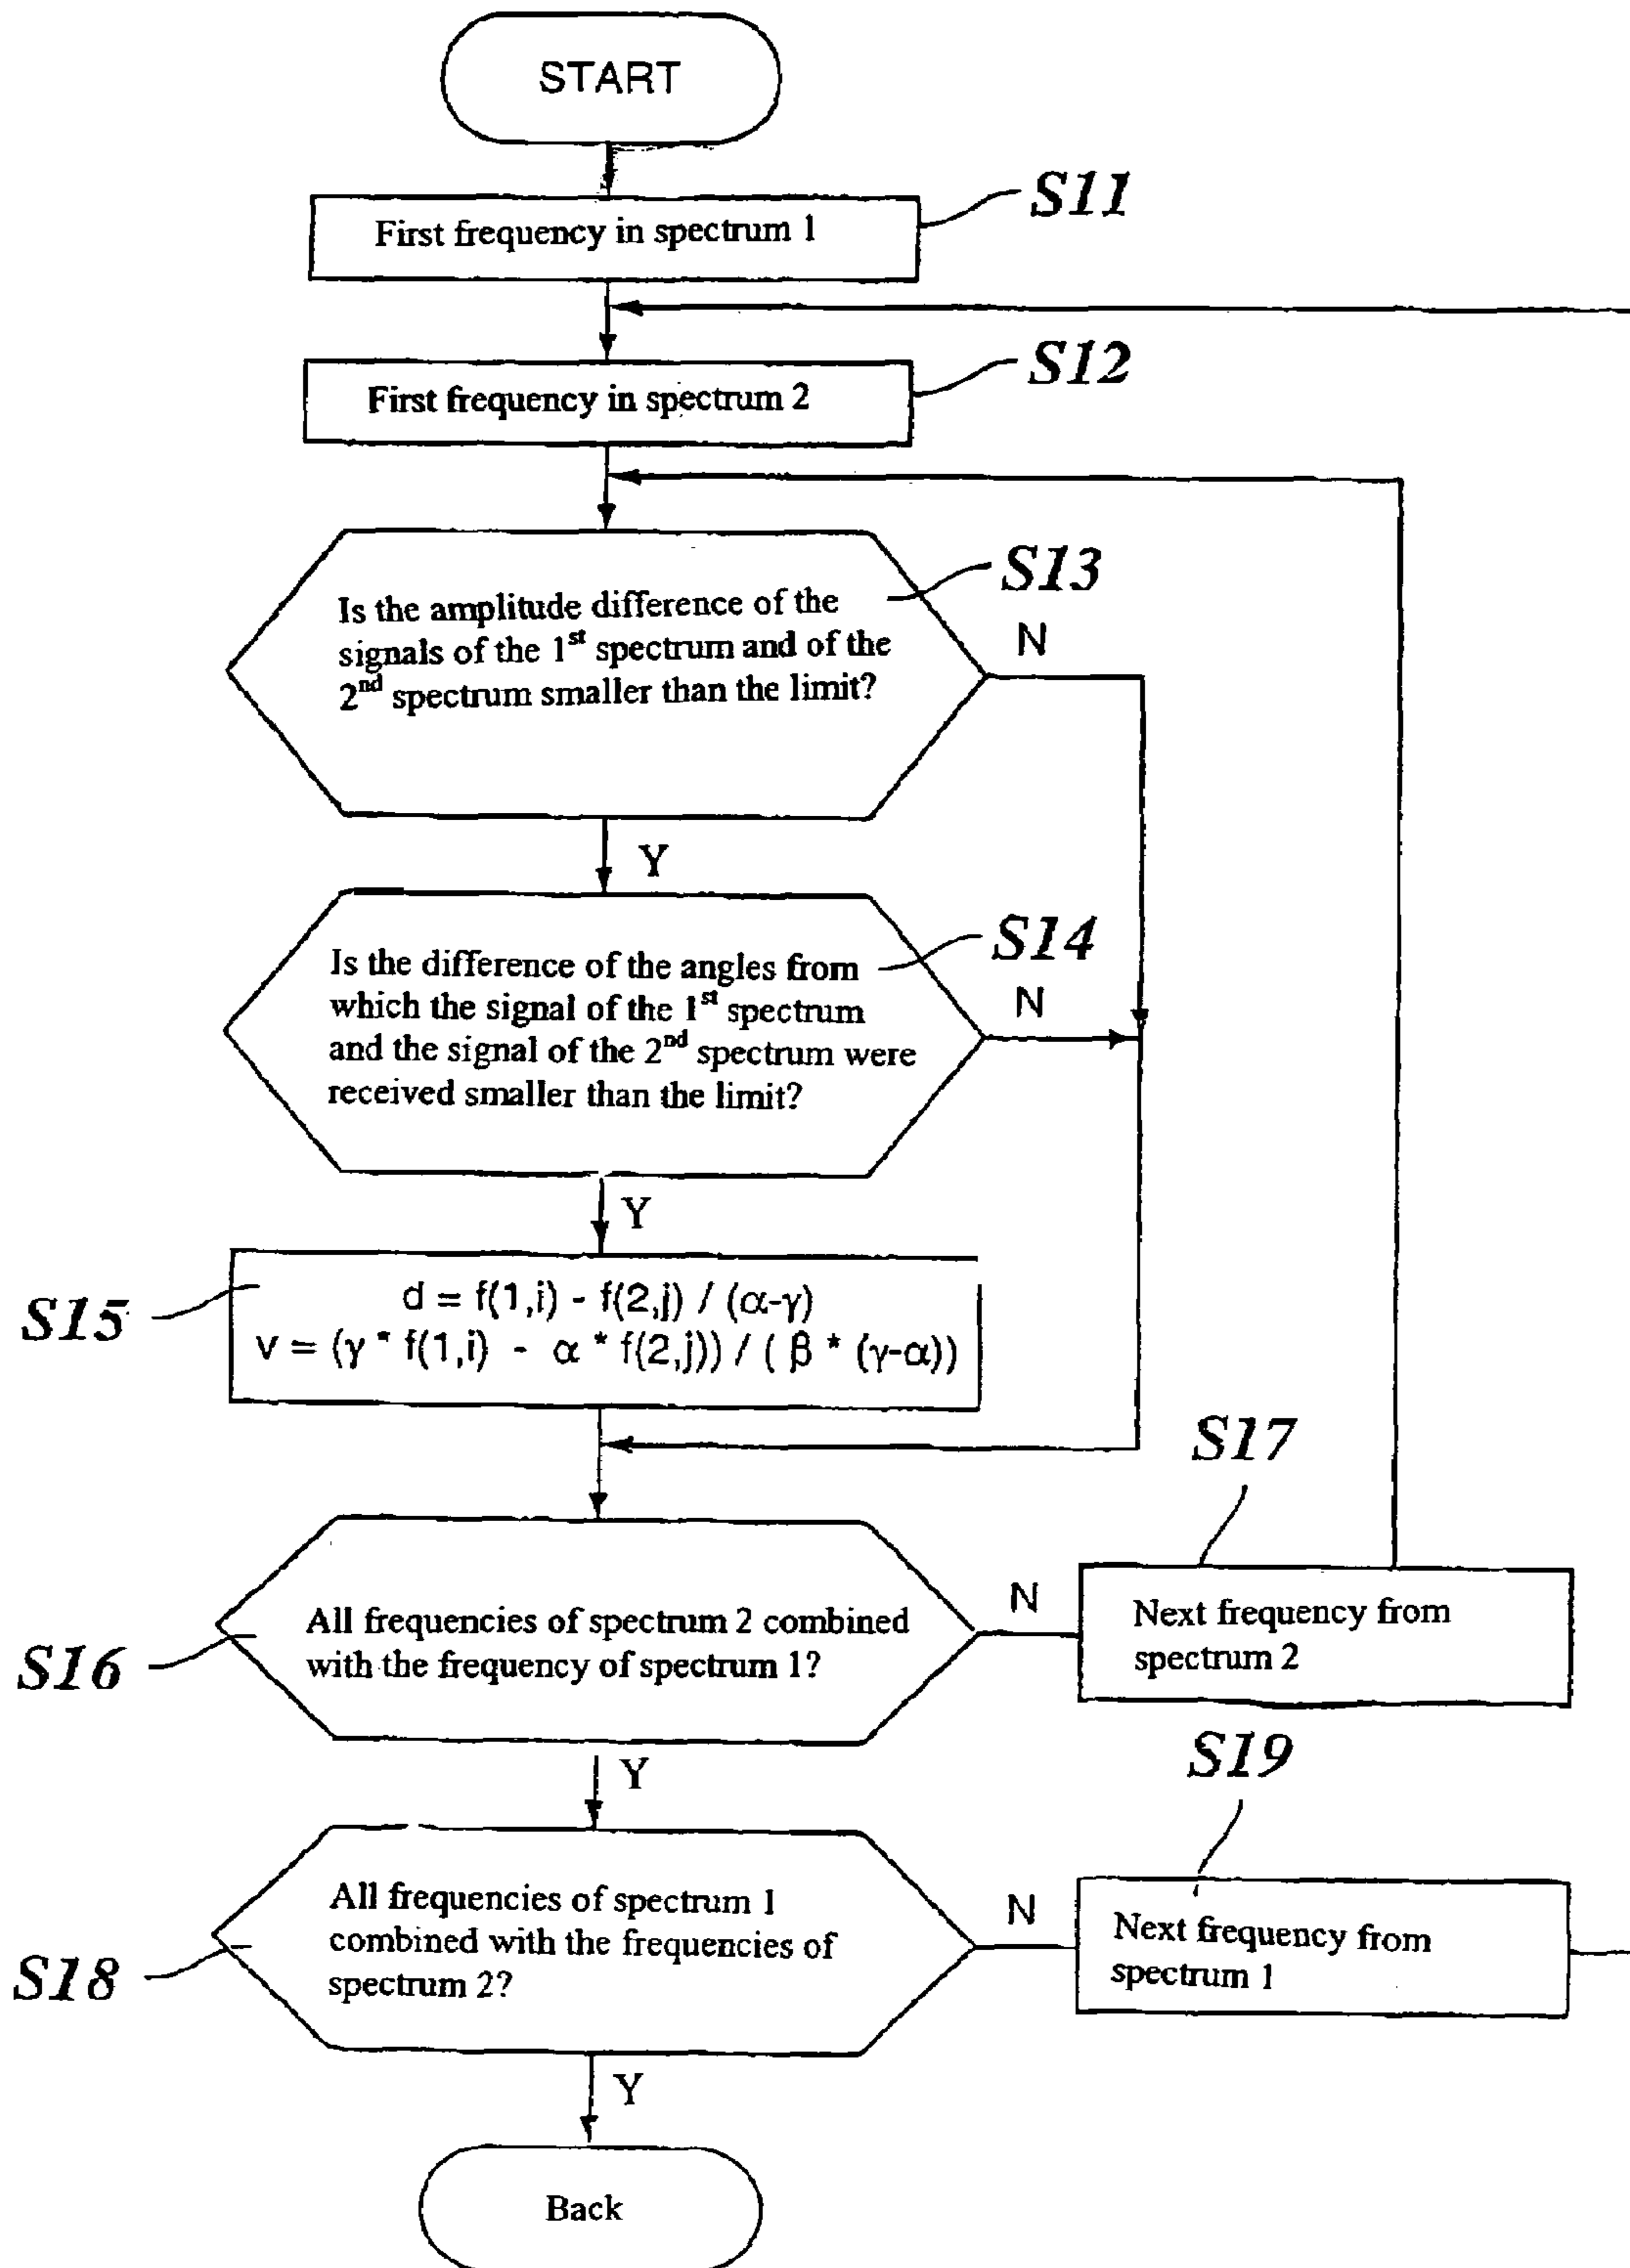 START
S11
First frequency in spectrum 1
S12
First frequency in spectrum 2
S13
Is the amplitude difference of the
signals of the 1st spectrum and of the
2nd spectrum smaller than the limit?
N
Y
S14
Is the difference of the angles from
which the signal of the 1st spectrum
and the signal of the 2nd spectrum were
received smaller than the limit?
N
Y
S15
d = f(1,i) - f(2,j) / (α-γ)
v = (γ * f(1,i) - α * f(2,j)) / ( β * (γ-α))
S16
All frequencies of spectrum 2 combined
with the frequency of spectrum 1?
N
S17
Next frequency from
spectrum 2
Y
S18
All frequencies of spectrum 1
combined with the frequencies of
spectrum 2?
N
S19
Next frequency from
spectrum 1
Y
Back